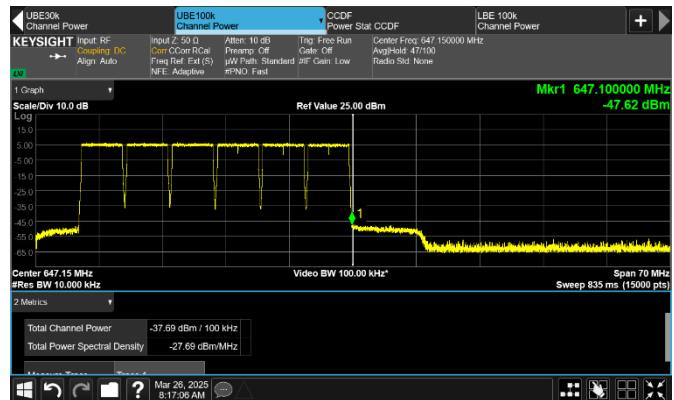 UBE30k
Channel Power
UBE100k
Channel Power
CCDF
Power Stat CCDF
LBE 100k
Channel Power
KEYSIGHT
Input: RF
Coupling: DC
Align: Auto
LXI
Input Z: 50 Ω
Corr CCorr RCal
Freq Ref: Ext (S)
NFE: Adaptive
Atten: 10 dB
Preamp: Off
µW Path: Standard
#PNO: Fast
Trig: Free Run
Gate: Off
#IF Gain: Low
Center Freq: 647.150000 MHz
Avg|Hold: 47/100
Radio Std: None
1 Graph
Mkr1 647.100000 MHz
-47.62 dBm
Scale/Div 10.0 dB
Ref Value 25.00 dBm
Log
15.0
5.00
-5.00
-15.0
-25.0
-35.0
-45.0
-55.0
-65.0
1
Center 647.15 MHz
#Res BW 10.000 kHz
Video BW 100.00 kHz*
Span 70 MHz
Sweep 835 ms (15000 pts)
2 Metrics
Total Channel Power -37.69 dBm / 100 kHz
Total Power Spectral Density -27.69 dBm/MHz
Measure Trace Trace 1
?
Mar 26, 2025
8:17:06 AM